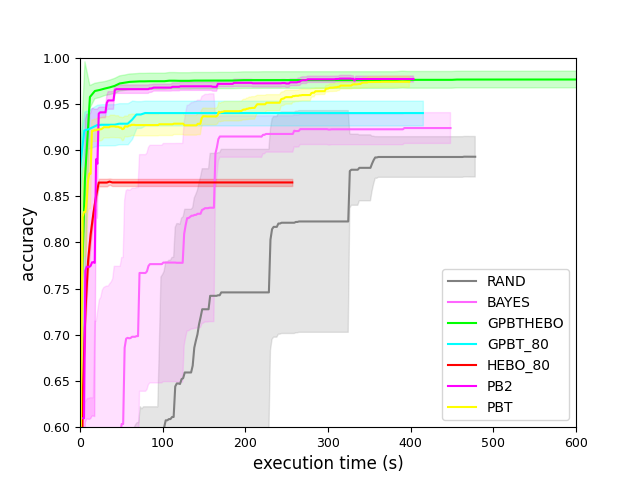 1.00
0.95
0.90
0.85
0.80
0.75
0.70
0.65
0.60
accuracy
0 100 200 300 400 500 600
execution time (s)
RAND
BAYES
GPBTHEBO
GPBT_80
HEBO_80
PB2
PBT